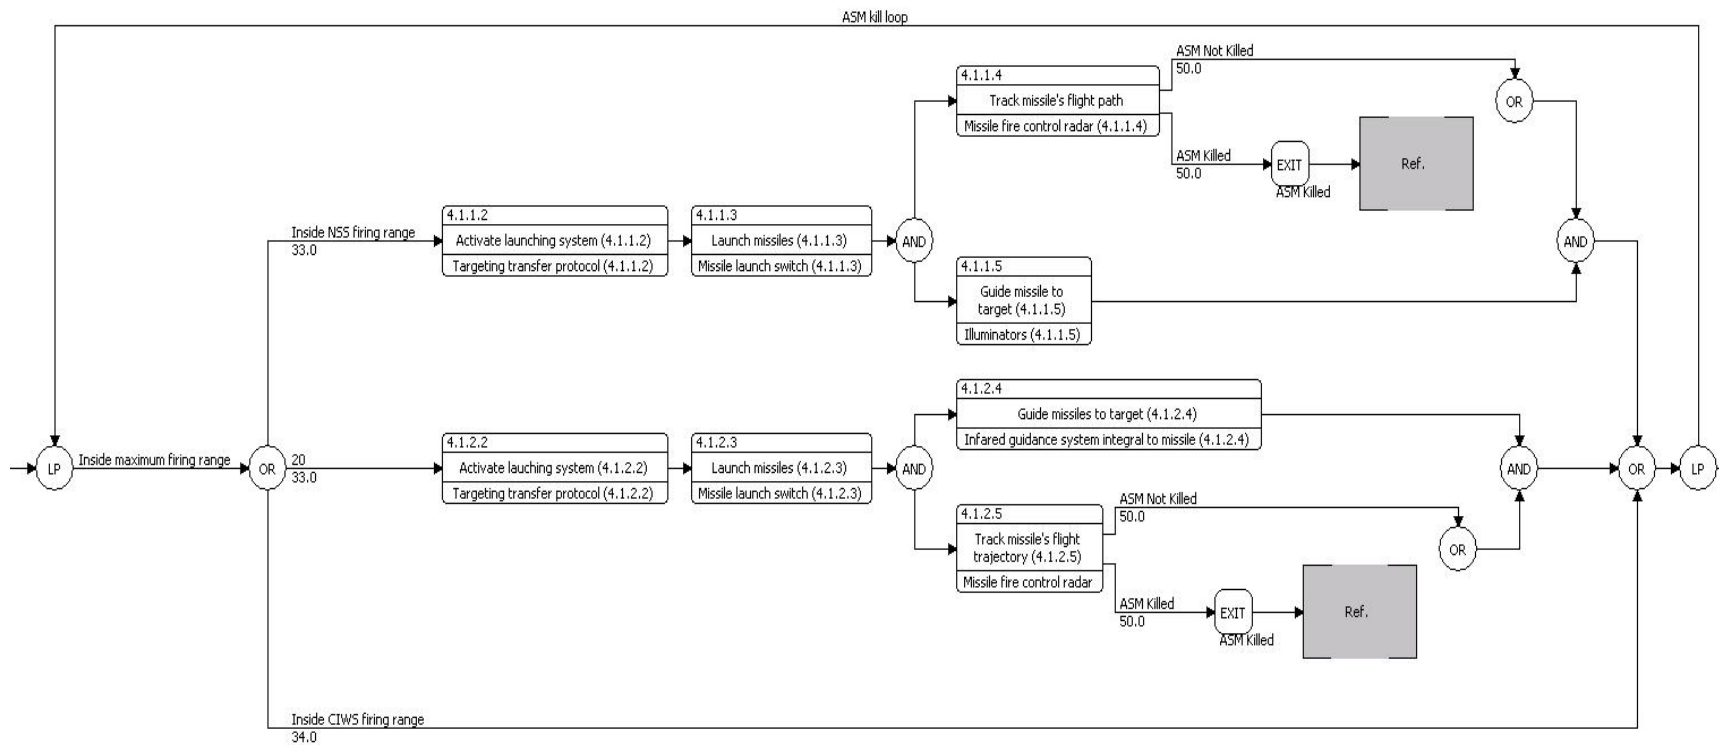 ASM kill loop
ASM Not Killed
50.0
4.1.1.4
Track missile's flight path
Missile fire control radar (4.1.1.4)
OR
ASM Killed
50.0
EXIT
ASM Killed
Ref.
Inside NSS firing range
33.0
4.1.1.2
Activate launching system (4.1.1.2)
Targeting transfer protocol (4.1.1.2)
4.1.1.3
Launch missiles (4.1.1.3)
Missile launch switch (4.1.1.3)
AND
AND
4.1.1.5
Guide missile to
target (4.1.1.5)
Illuminators (4.1.1.5)
LP
Inside maximum firing range
OR
20
33.0
4.1.2.2
Activate lauching system (4.1.2.2)
Targeting transfer protocol (4.1.2.2)
4.1.2.3
Launch missiles (4.1.2.3)
Missile launch switch (4.1.2.3)
AND
4.1.2.4
Guide missiles to target (4.1.2.4)
Infared guidance system integral to missile (4.1.2.4)
AND
OR
LP
4.1.2.5
Track missile's flight
trajectory (4.1.2.5)
Missile fire control radar
ASM Not Killed
50.0
OR
ASM Killed
50.0
EXIT
ASM Killed
Ref.
Inside CIWS firing range
34.0